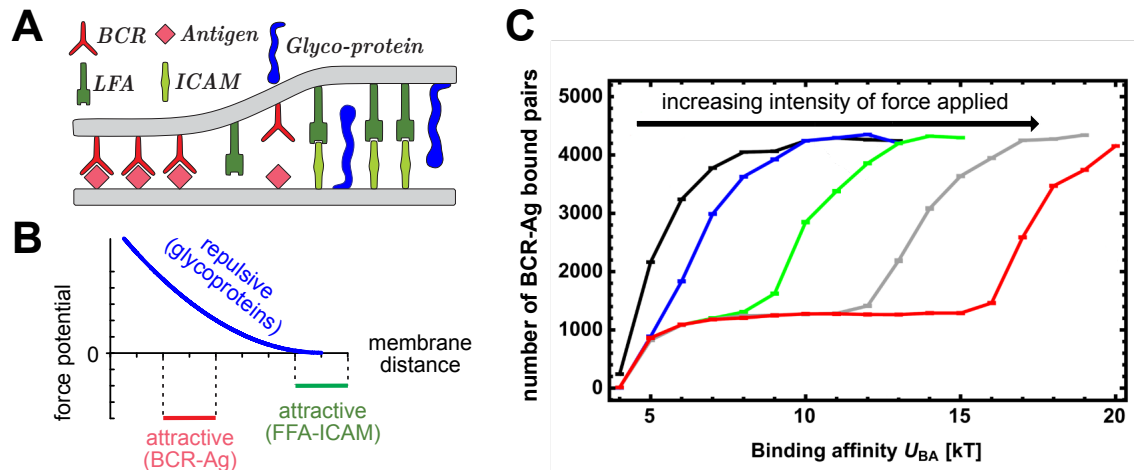 A
BCR
Antigen
Glyco-protein
LFA
ICAM
B
force potential
0
repulsive
(glycoproteins)
membrane
distance
attractive
(BCR-Ag)
attractive
(FFA-ICAM)
C
increasing intensity of force applied
number of BCR-Ag bound pairs
5000
4000
3000
2000
1000
0
5
10
15
20
Binding affinity U_BA [kT]